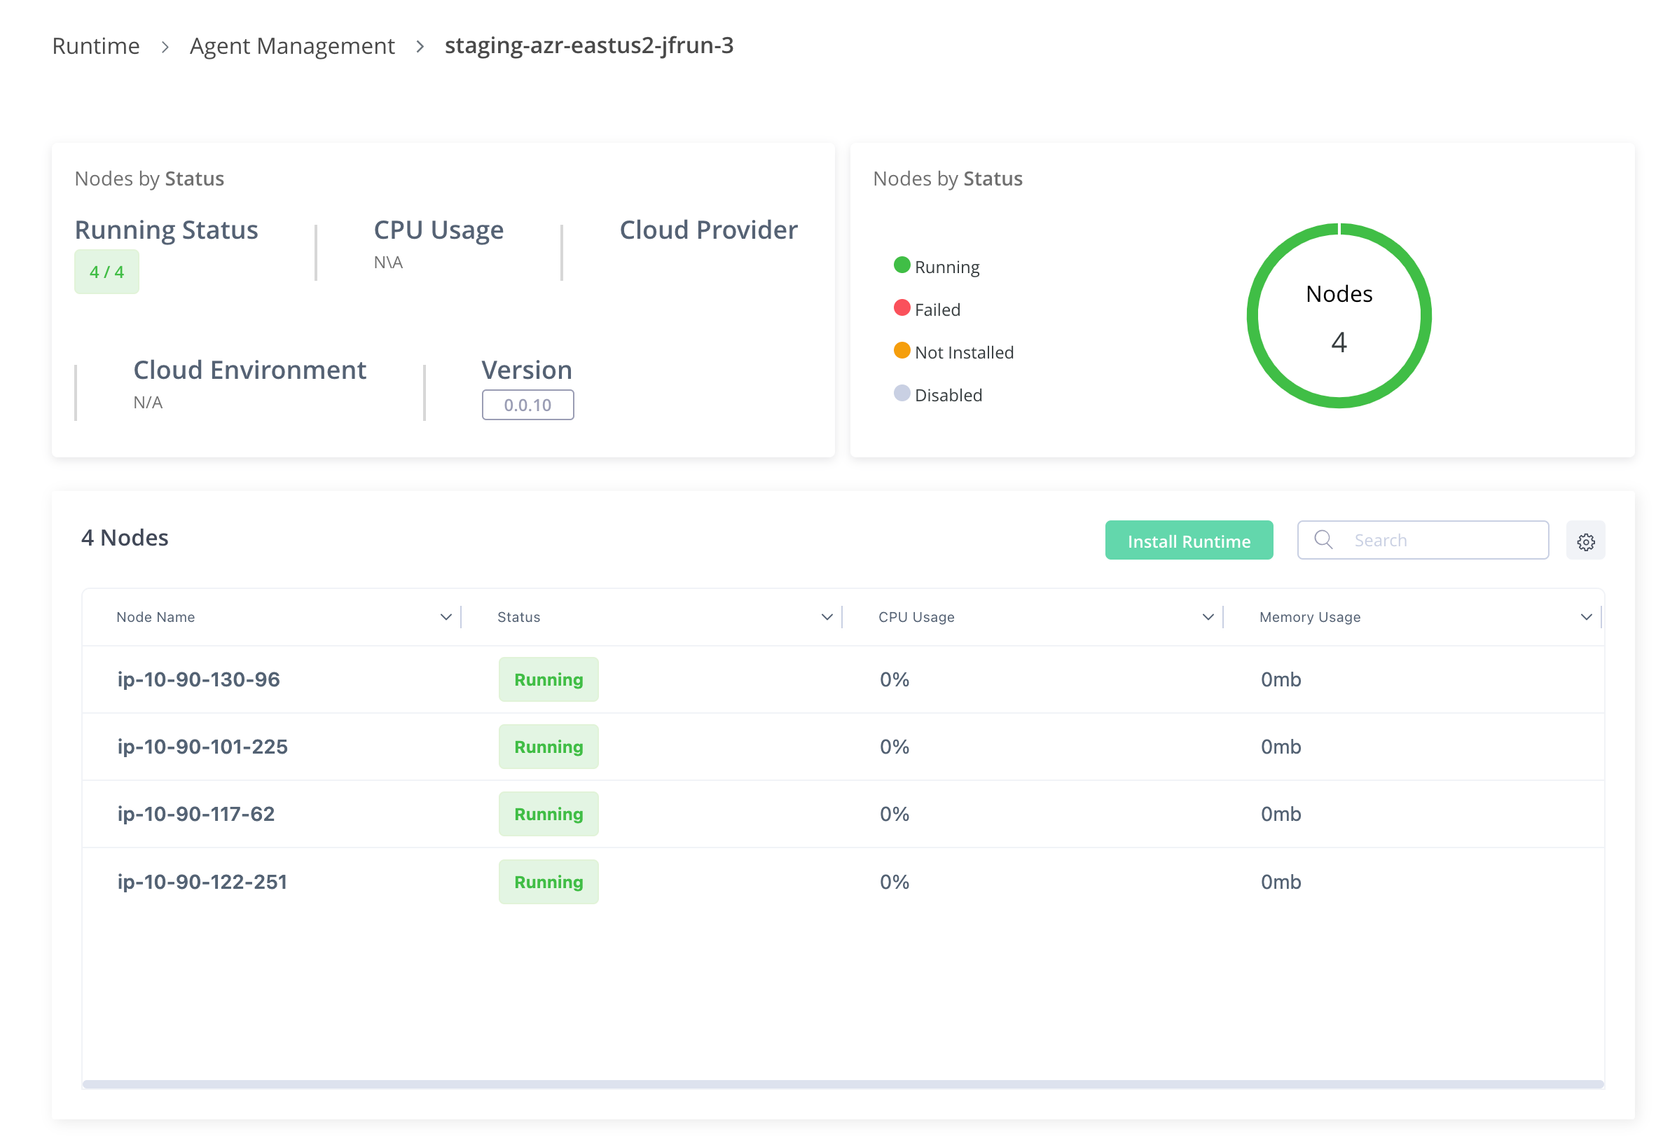 Runtime > Agent Management > staging-azr-eastus2-jfrun-3
Nodes by Status
Running Status
4 / 4
CPU Usage
N\A
Cloud Provider
Cloud Environment
N/A
Version
0.0.10
Nodes by Status
Running
Failed
Not Installed
Disabled
Nodes
4
4 Nodes
Install Runtime
Search
Node Name Status CPU Usage Memory Usage
ip-10-90-130-96 Running 0% 0mb
ip-10-90-101-225 Running 0% 0mb
ip-10-90-117-62 Running 0% 0mb
ip-10-90-122-251 Running 0% 0mb